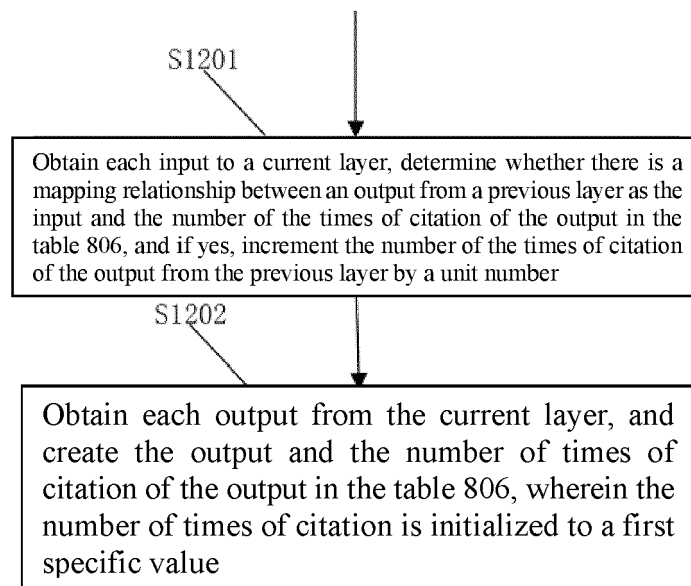 S1201
Obtain each input to a current layer, determine whether there is a
mapping relationship between an output from a previous layer as
the input and the number of the times of citation of the output in the
table 806, and if yes, increment the number of the times of citation
of the output from the previous layer by a unit number
S1202
Obtain each output from the current layer, and
create the output and the number of times of
citation of the output in the table 806, wherein the
number of times of citation is initialized to a first
specific value